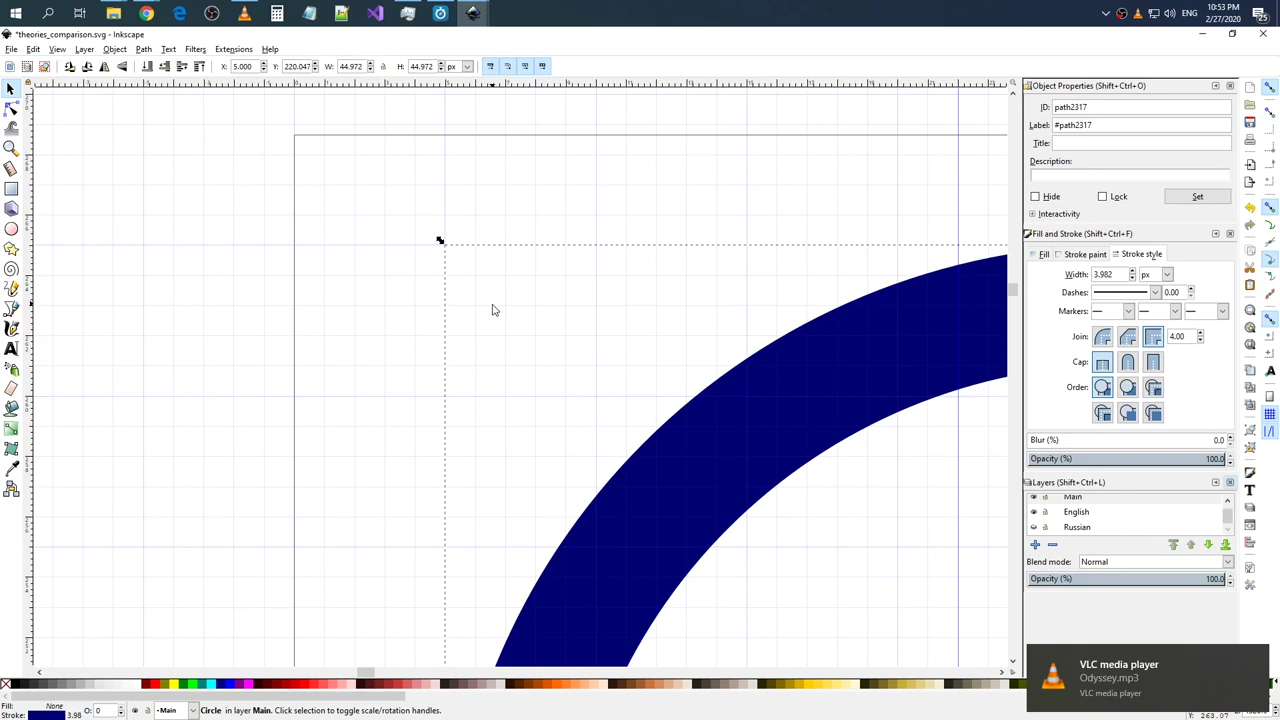 10:53 PM
ENG
2/27/2020
25
*theories_comparison.svg - Inkscape
File Edit View Layer Object Path Text Filters Extensions Help
X: 5.000 Y: 220.047 W: 44.972 H: 44.972 px
Object Properties (Shift+Ctrl+O)
ID: path2317
Label: #path2317
Title:
Description:
Hide Lock Set
Interactivity
Fill and Stroke (Shift+Ctrl+F)
Fill Stroke paint Stroke style
Width: 3.982 px
Dashes: 0.00
Markers:
Join: 4.00
Cap:
Order:
Blur (%) 0.0
Opacity (%) 100.0
Layers (Shift+Ctrl+L)
Main
English
Russian
Blend mode: Normal
Opacity (%) 100.0
VLC media player
Odyssey.mp3
VLC media player
Fill: None
Stroke: 3.98 O: 0 Main Circle in layer Main. Click selection to toggle scale/rotation handles.
Y: 263.07